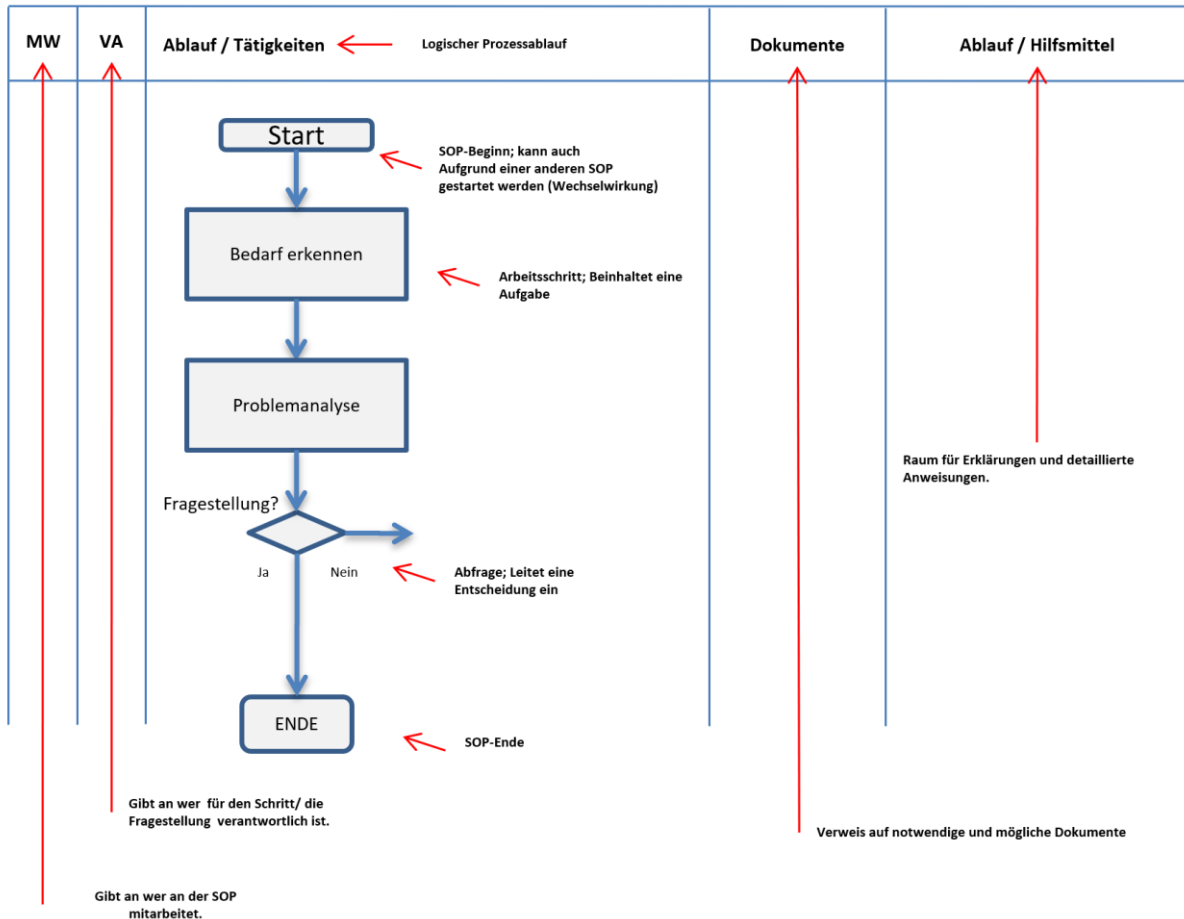 MW
VA
Ablauf / Tätigkeiten
Logischer Prozessablauf
Dokumente
Ablauf / Hilfsmittel
Start
SOP-Beginn; kann auch
Aufgrund einer anderen SOP
gestartet werden (Wechselwirkung)
Bedarf erkennen
Arbeitsschritt; Beinhaltet eine
Aufgabe
Problemanalyse
Raum für Erklärungen und detaillierte
Anweisungen.
Fragestellung?
Ja
Nein
Abfrage; Leitet eine
Entscheidung ein
ENDE
SOP-Ende
Gibt an wer für den Schritt/ die
Fragestellung verantwortlich ist.
Verweis auf notwendige und mögliche Dokumente
Gibt an wer an der SOP
mitarbeitet.